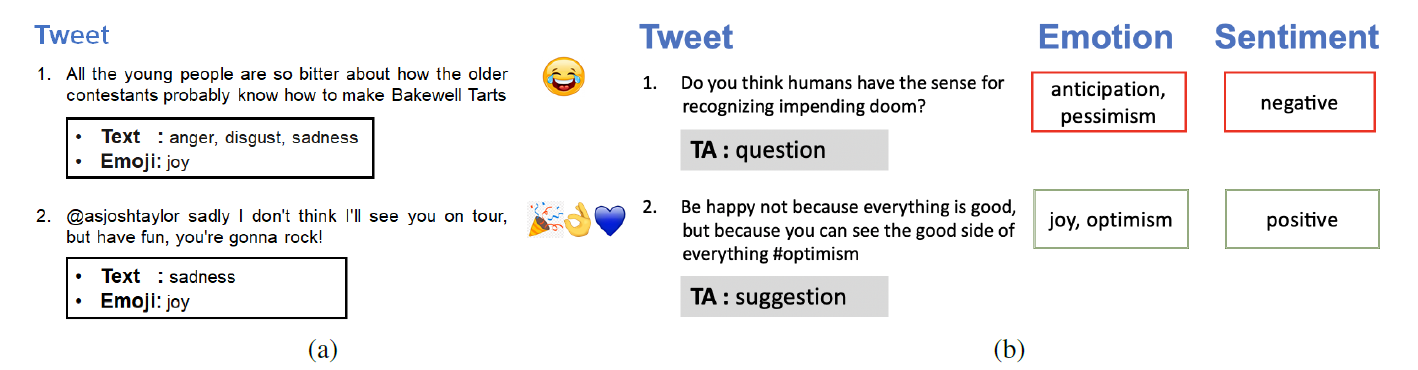 Tweet
1. All the young people are so bitter about how the older
contestants probably know how to make Bakewell Tarts
• Text : anger, disgust, sadness
• Emoji: joy
2. @asjoshtaylor sadly I don't think I'll see you on tour,
but have fun, you're gonna rock!
• Text : sadness
• Emoji: joy
(a)
Tweet Emotion Sentiment
1. Do you think humans have the sense for
recognizing impending doom?
TA : question
anticipation,
pessimism
negative
2. Be happy not because everything is good,
but because you can see the good side of
everything #optimism
TA : suggestion
joy, optimism
positive
(b)